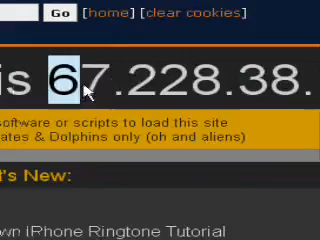 Go [home] [clear cookies]
is 67.228.38.
software or scripts to load this site
ates & Dolphins only (oh and aliens)
t's New:
wn iPhone Ringtone Tutorial